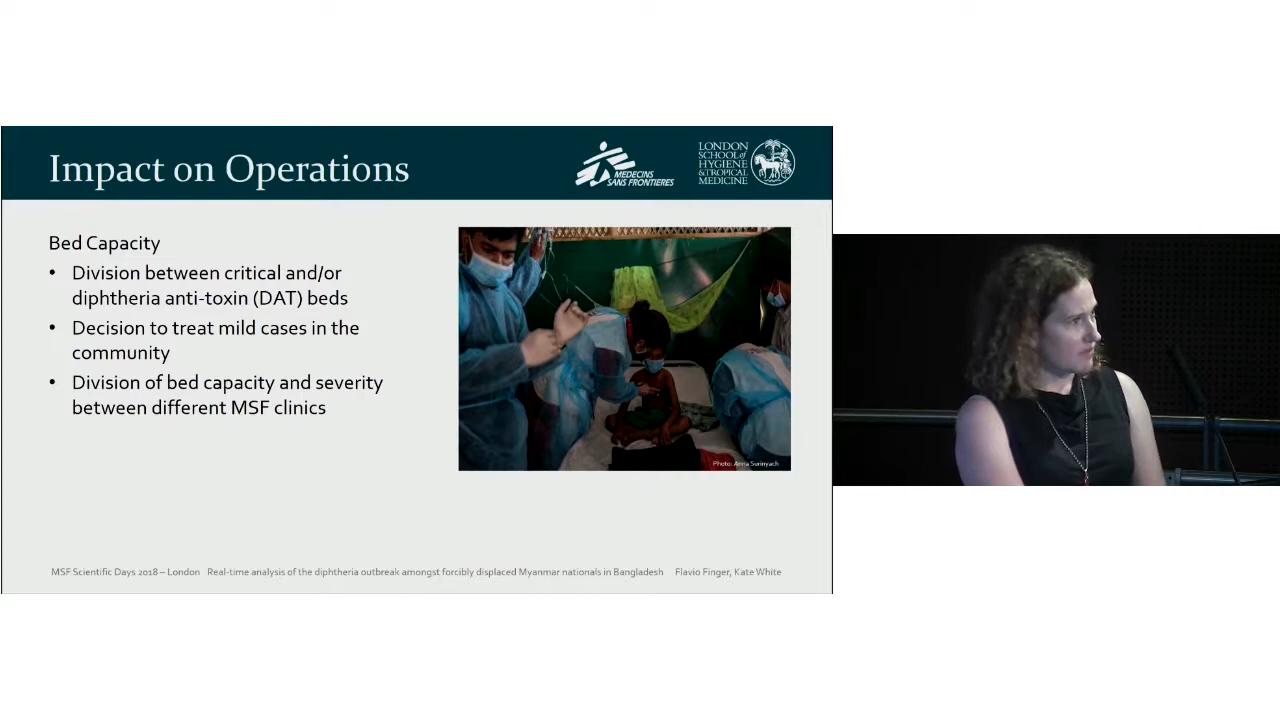 Impact on Operations
MEDECINS
SANS FRONTIERES
LONDON
SCHOOL of
HYGIENE
& TROPICAL
MEDICINE
Bed Capacity
• Division between critical and/or
diphtheria anti-toxin (DAT) beds
• Decision to treat mild cases in the
community
• Division of bed capacity and severity
between different MSF clinics
Photo: Anna Surinyach
MSF Scientific Days 2018 – London Real-time analysis of the diphtheria outbreak amongst forcibly displaced Myanmar nationals in Bangladesh Flavio Finger, Kate White